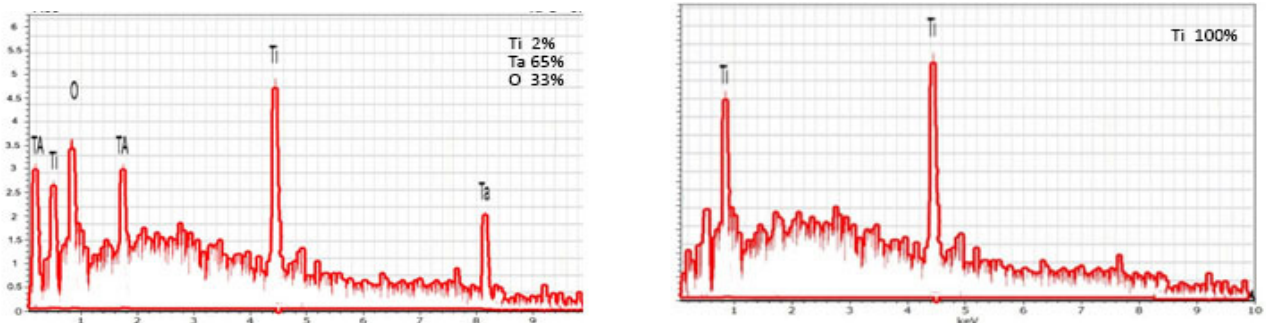 Ti 2%
Ta 65%
O 33%
6
5.5
5
4.5
4
3.5
3
2.5
2
1.5
1
0.5
0
TA
Ti
O
TA
Ti
Ta
1 2 3 4 5 6 7 8 9
Ti 100%
Ti
Ti
1 2 3 4 5 6 7 8 9 10
keV